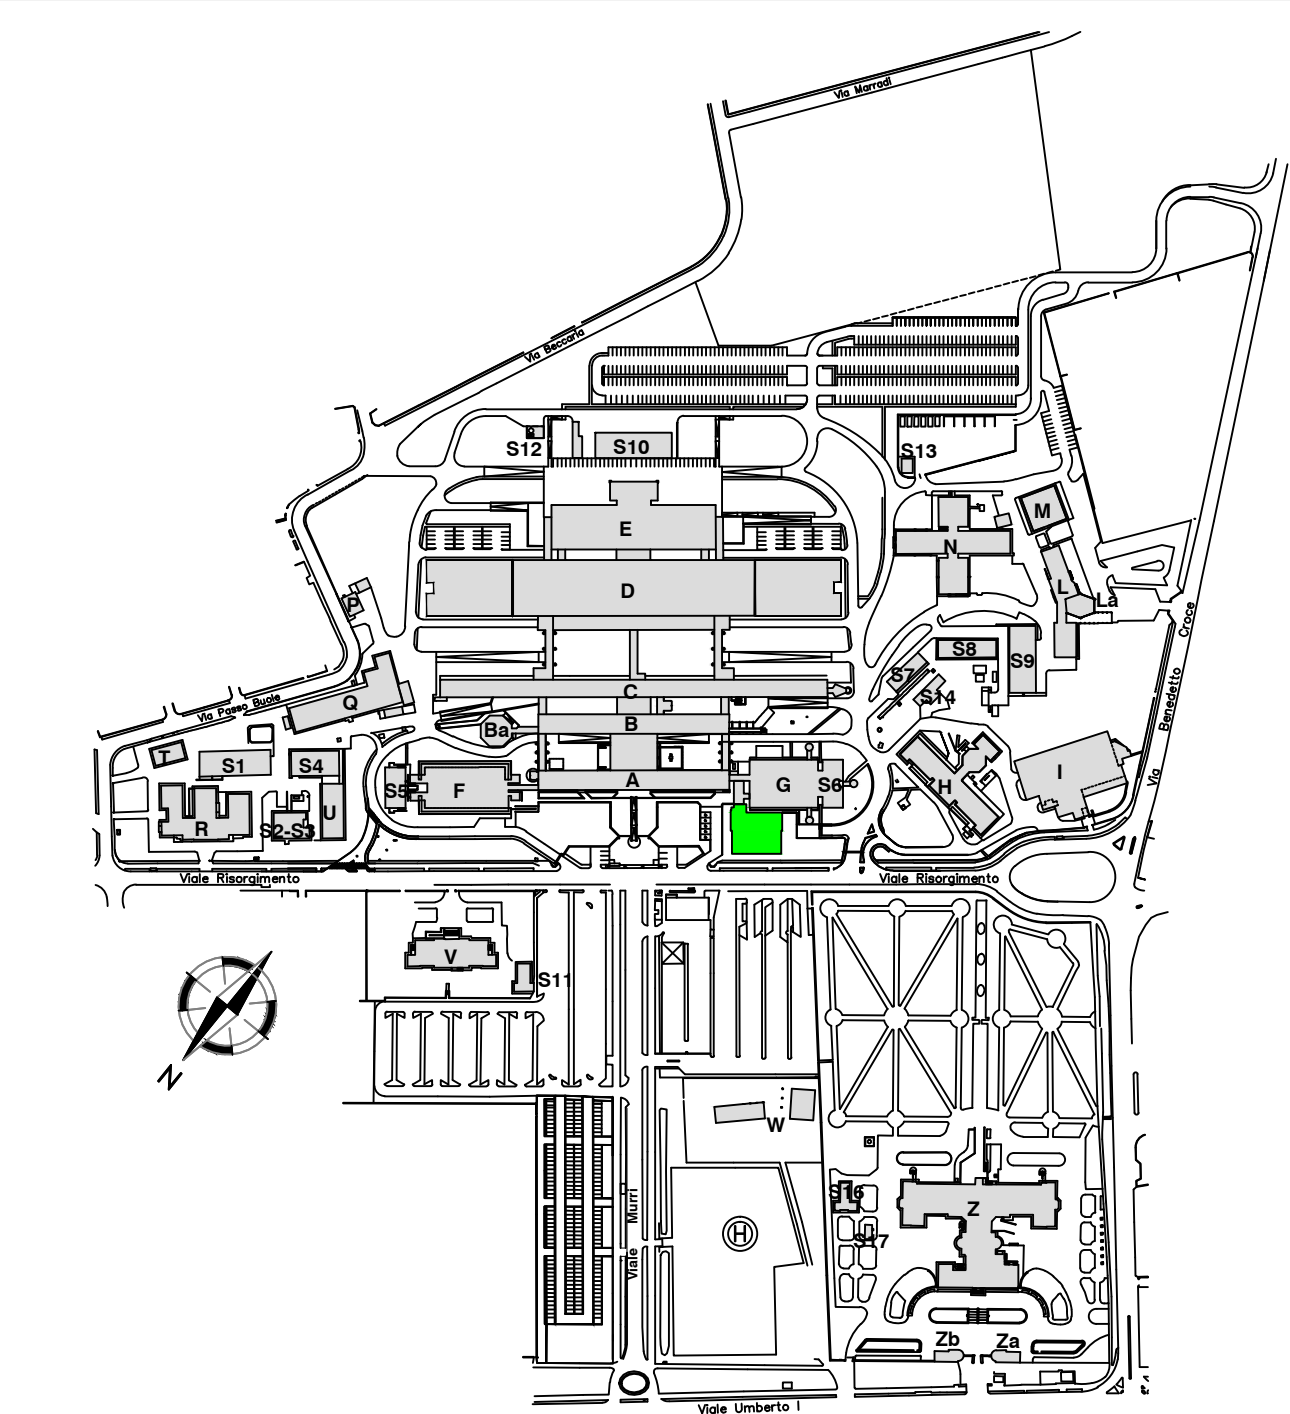 Via Marradi
Via Beccaria
S12
S10
S13
E
M
N
D
L
La
P
Croce
S8
S9
S7
S14
C
Q
Via Passo Buole
Benedetto
B
Ba
Via
T
S1
S4
A
I
S5
F
G
S6
H
U
R
S2-S3
Viale Risorgimento
Viale Risorgimento
V
S11
N
W
S16
Z
S17
Viale Murri
H
Zb
Za
Viale Umberto I